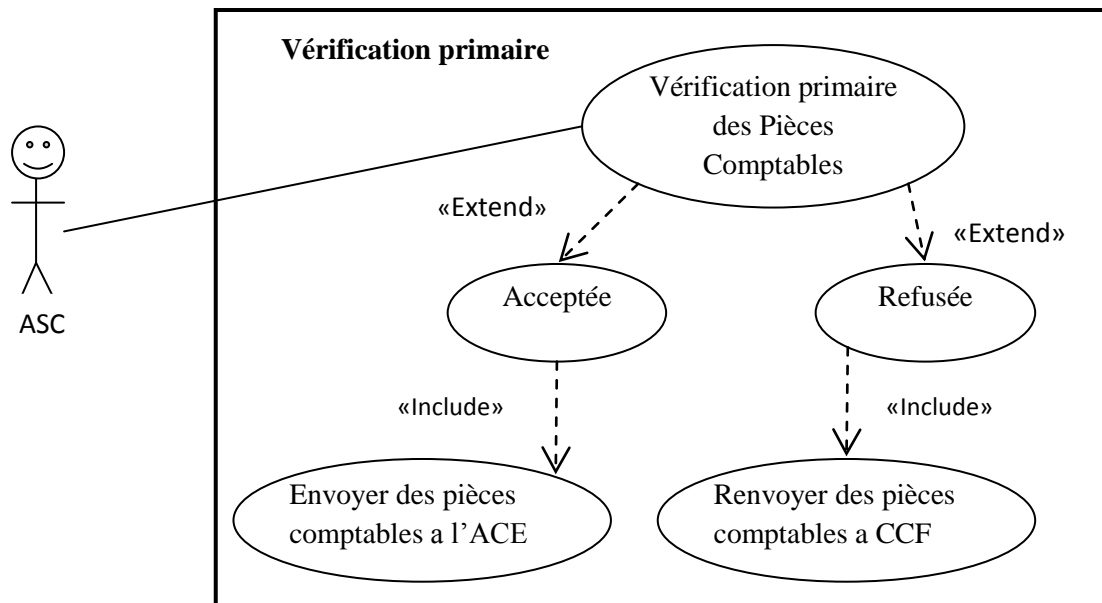 Vérification primaire
Vérification primaire
des Pièces
Comptables
«Extend»
«Extend»
ASC
Acceptée
Refusée
«Include»
«Include»
Envoyer des pièces
comptables a l’ACE
Renvoyer des pièces
comptables a CCF